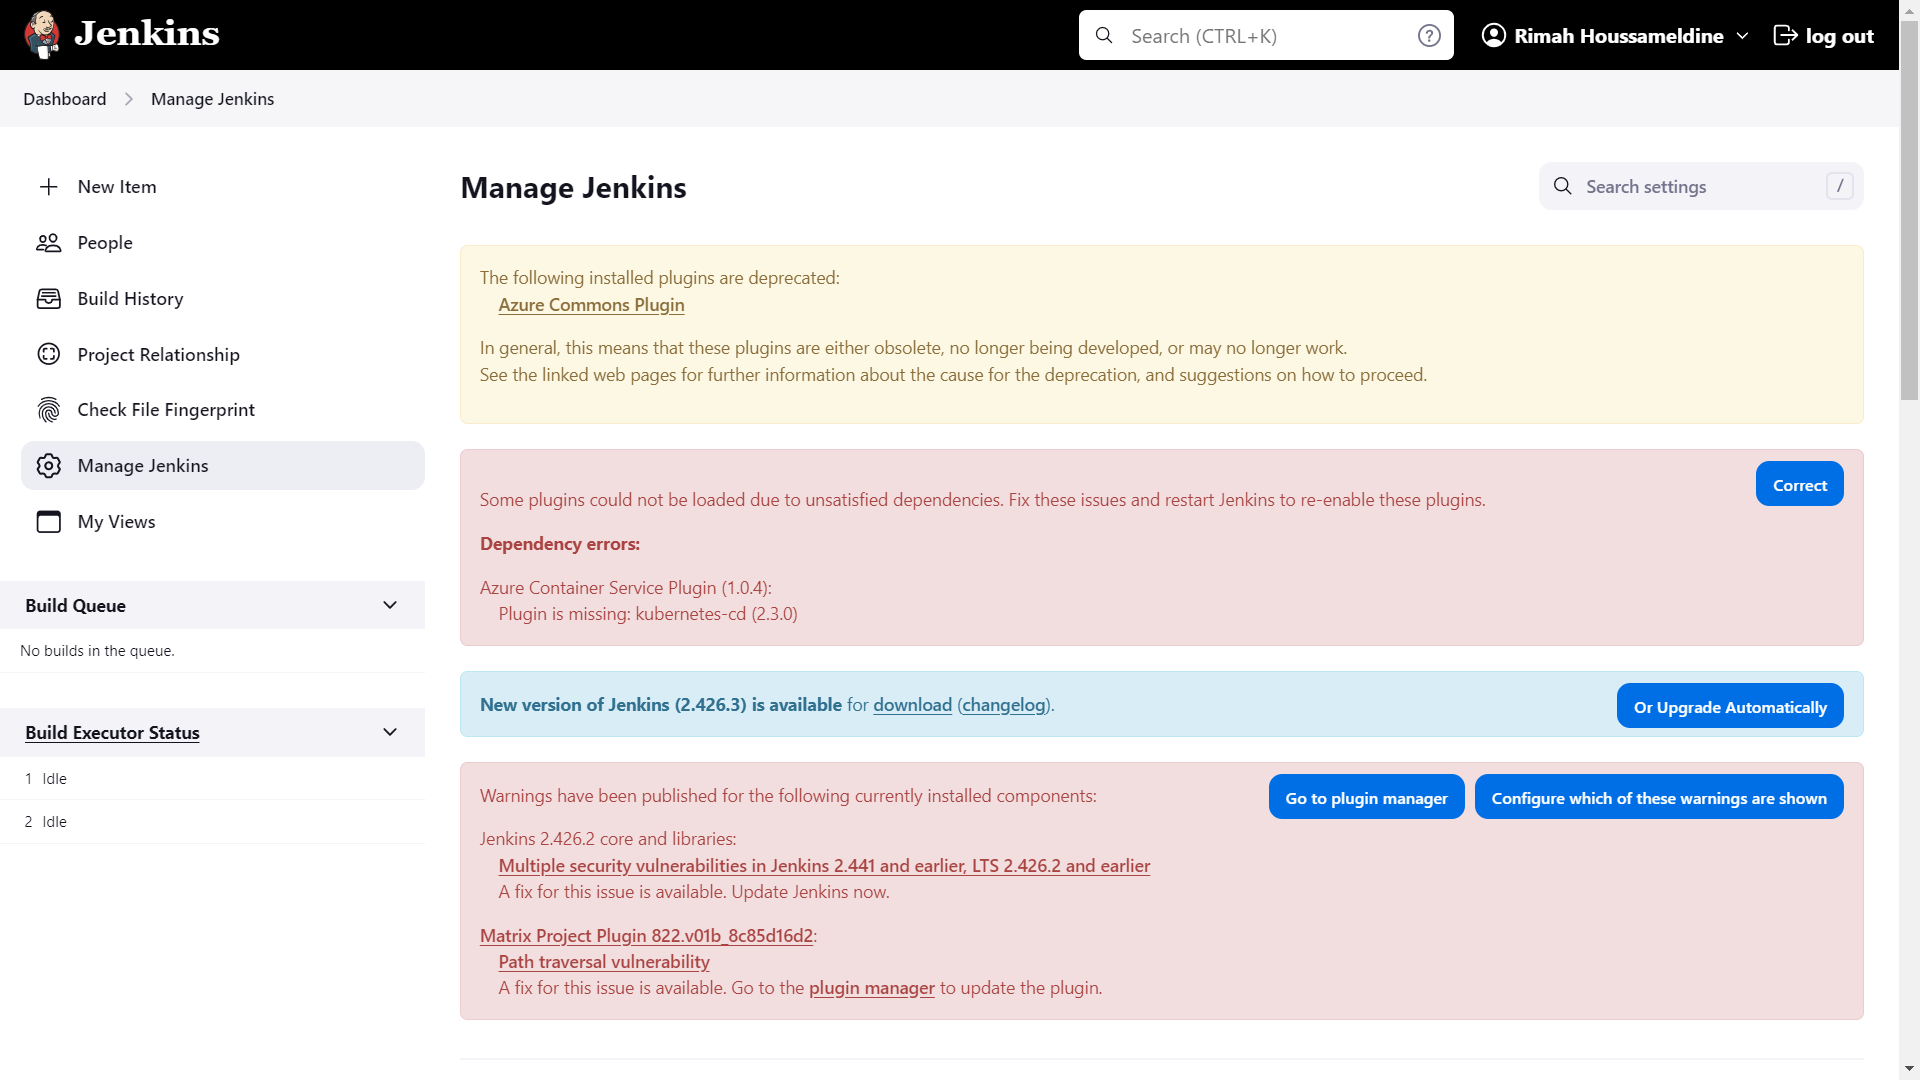 Jenkins
Search (CTRL+K)
Rimah Houssameldine
log out
Dashboard
Manage Jenkins
New Item
People
Build History
Project Relationship
Check File Fingerprint
Manage Jenkins
My Views
Build Queue
No builds in the queue.
Build Executor Status
1 Idle
2 Idle
Manage Jenkins
Search settings
/
The following installed plugins are deprecated:
Azure Commons Plugin
In general, this means that these plugins are either obsolete, no longer being developed, or may no longer work.
See the linked web pages for further information about the cause for the deprecation, and suggestions on how to proceed.
Correct
Some plugins could not be loaded due to unsatisfied dependencies. Fix these issues and restart Jenkins to re-enable these plugins.
Dependency errors:
Azure Container Service Plugin (1.0.4):
Plugin is missing: kubernetes-cd (2.3.0)
New version of Jenkins (2.426.3) is available for download (changelog).
Or Upgrade Automatically
Warnings have been published for the following currently installed components:
Go to plugin manager
Configure which of these warnings are shown
Jenkins 2.426.2 core and libraries:
Multiple security vulnerabilities in Jenkins 2.441 and earlier, LTS 2.426.2 and earlier
A fix for this issue is available. Update Jenkins now.
Matrix Project Plugin 822.v01b_8c85d16d2:
Path traversal vulnerability
A fix for this issue is available. Go to the plugin manager to update the plugin.